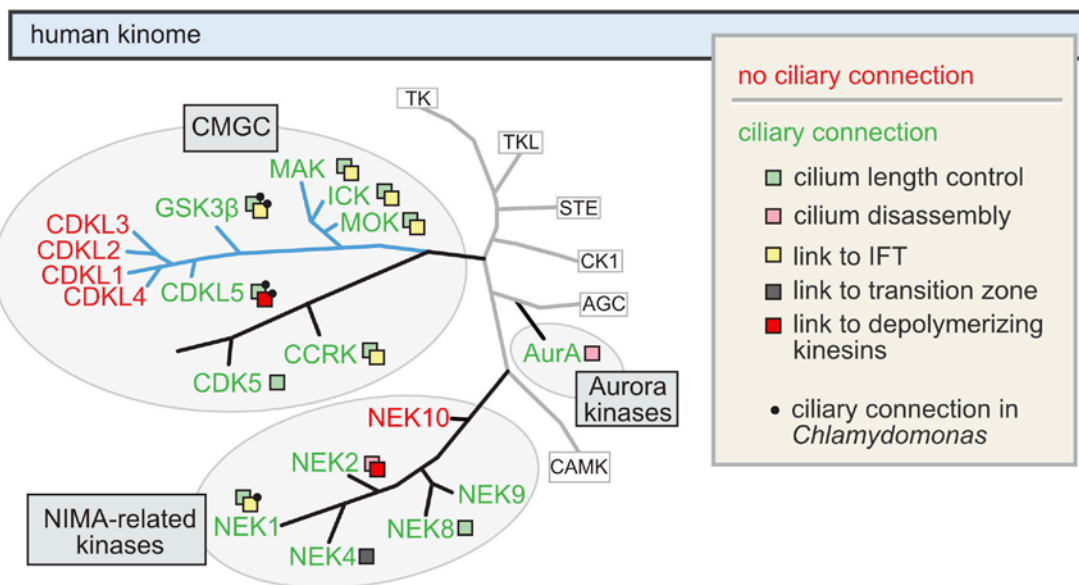 human kinome
no ciliary connection
ciliary connection
cilium length control
cilium disassembly
link to IFT
link to transition zone
link to depolymerizing
kinesins
ciliary connection in
Chlamydomonas
TK
TKL
STE
CK1
AGC
CAMK
CMGC
MAK
ICK
MOK
GSK3β
CDKL3
CDKL2
CDKL1
CDKL4
CDKL5
CCRK
CDK5
AurA
Aurora
kinases
NEK10
NEK2
NEK9
NEK8
NEK1
NEK4
NIMA-related
kinases